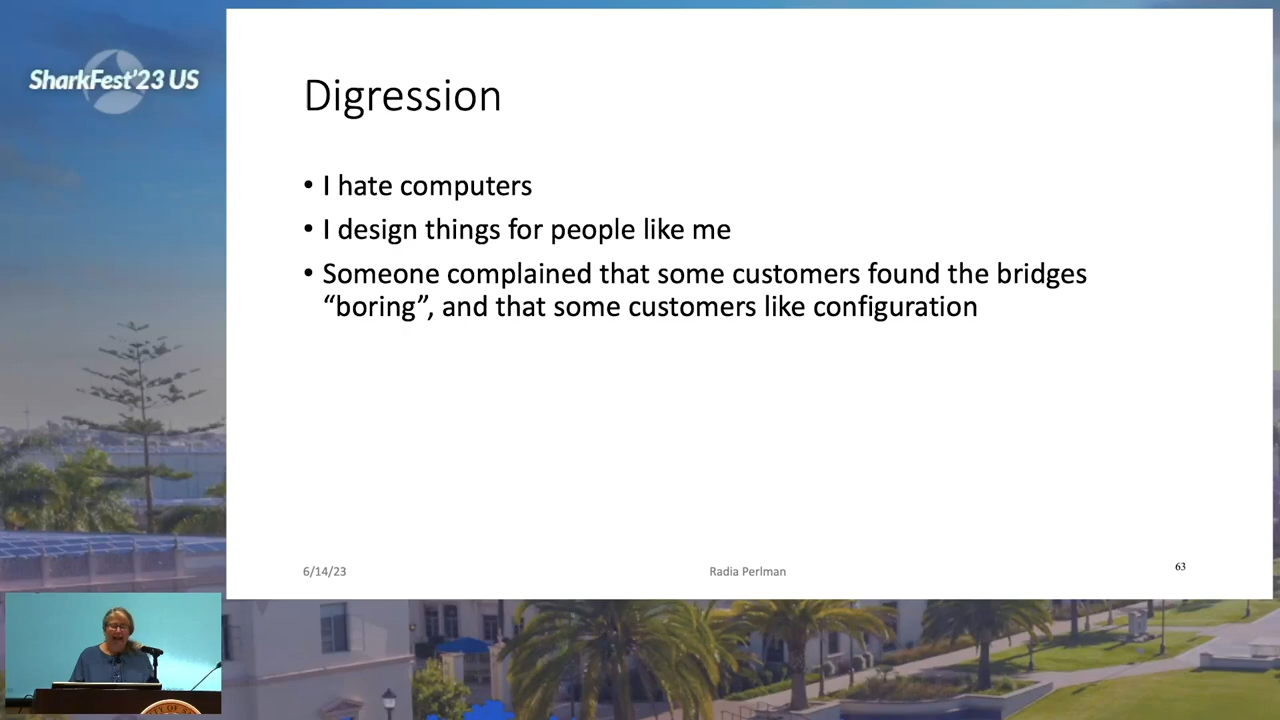 SharkFest'23 US
Digression
• I hate computers
• I design things for people like me
• Someone complained that some customers found the bridges
“boring”, and that some customers like configuration
6/14/23
Radia Perlman
63